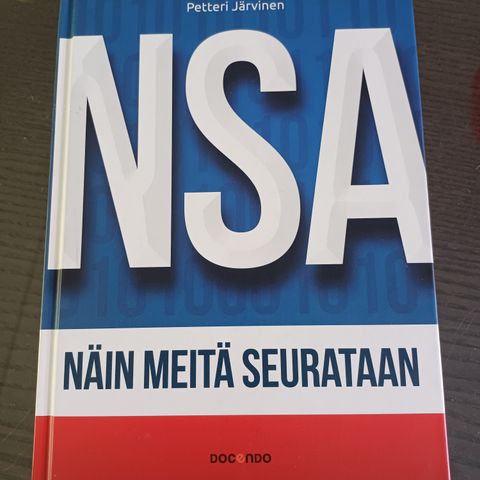 Petteri Järvinen
NSA
NÄIN MEITÄ SEURATAAN
DOCENDO